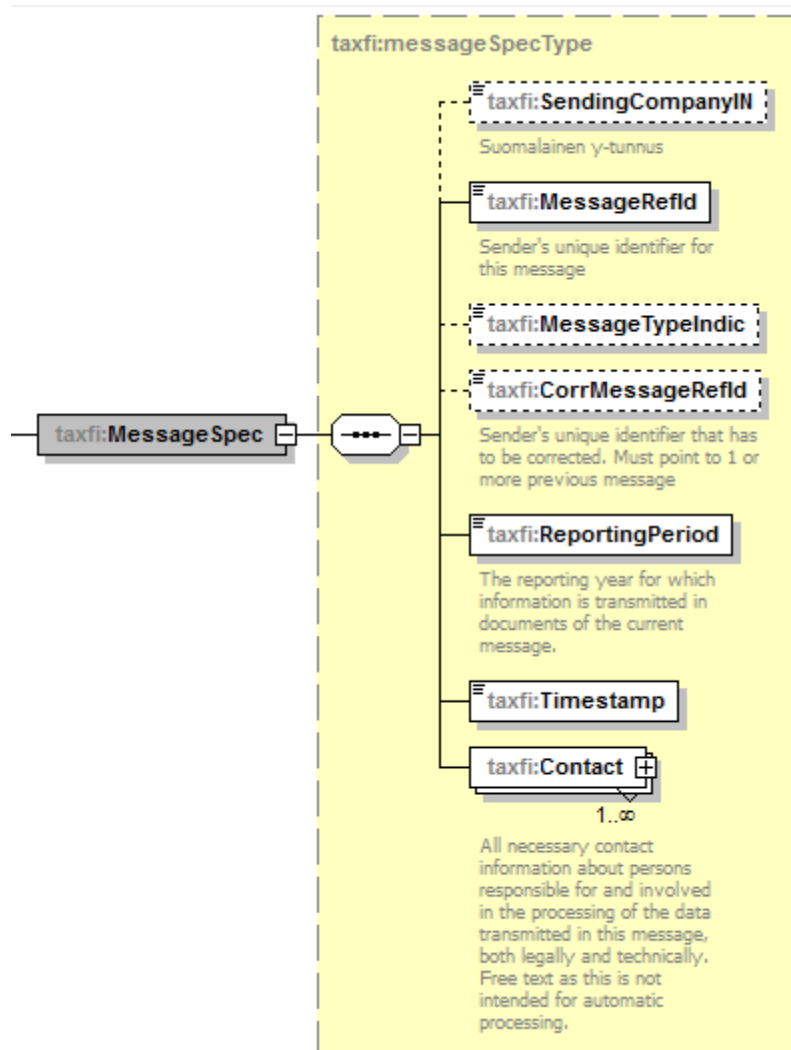 taxfi:messageSpecType
taxfi:SendingCompanyIN
Suomalainen y-tunnus
taxfi:MessageRefId
Sender's unique identifier for
this message
taxfi:MessageTypeIndic
taxfi:CorrMessageRefId
taxfi:MessageSpec
Sender's unique identifier that has
to be corrected. Must point to 1 or
more previous message
taxfi:ReportingPeriod
The reporting year for which
information is transmitted in
documents of the current
message.
taxfi:Timestamp
taxfi:Contact
1..∞
All necessary contact
information about persons
responsible for and involved
in the processing of the data
transmitted in this message,
both legally and technically.
Free text as this is not
intended for automatic
processing.